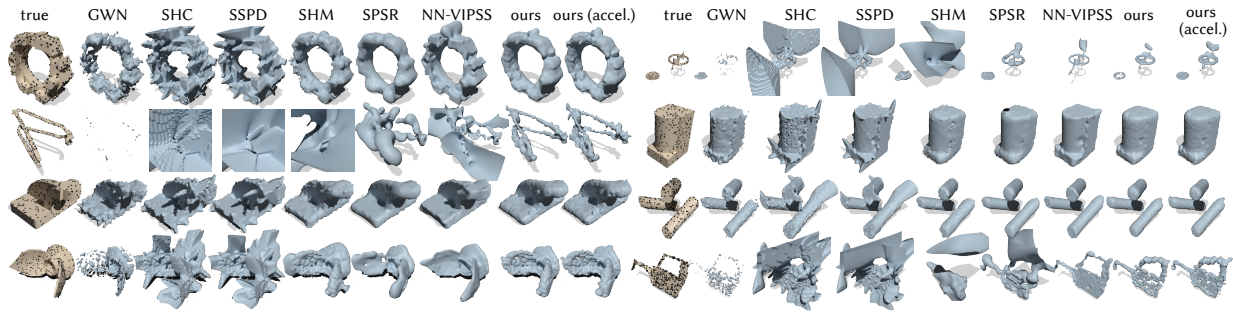 true GWN SHC SSPD SHM SPSR NN-VIPSS ours ours (accel.)
true GWN SHC SSPD SHM SPSR NN-VIPSS ours ours
(accel.)